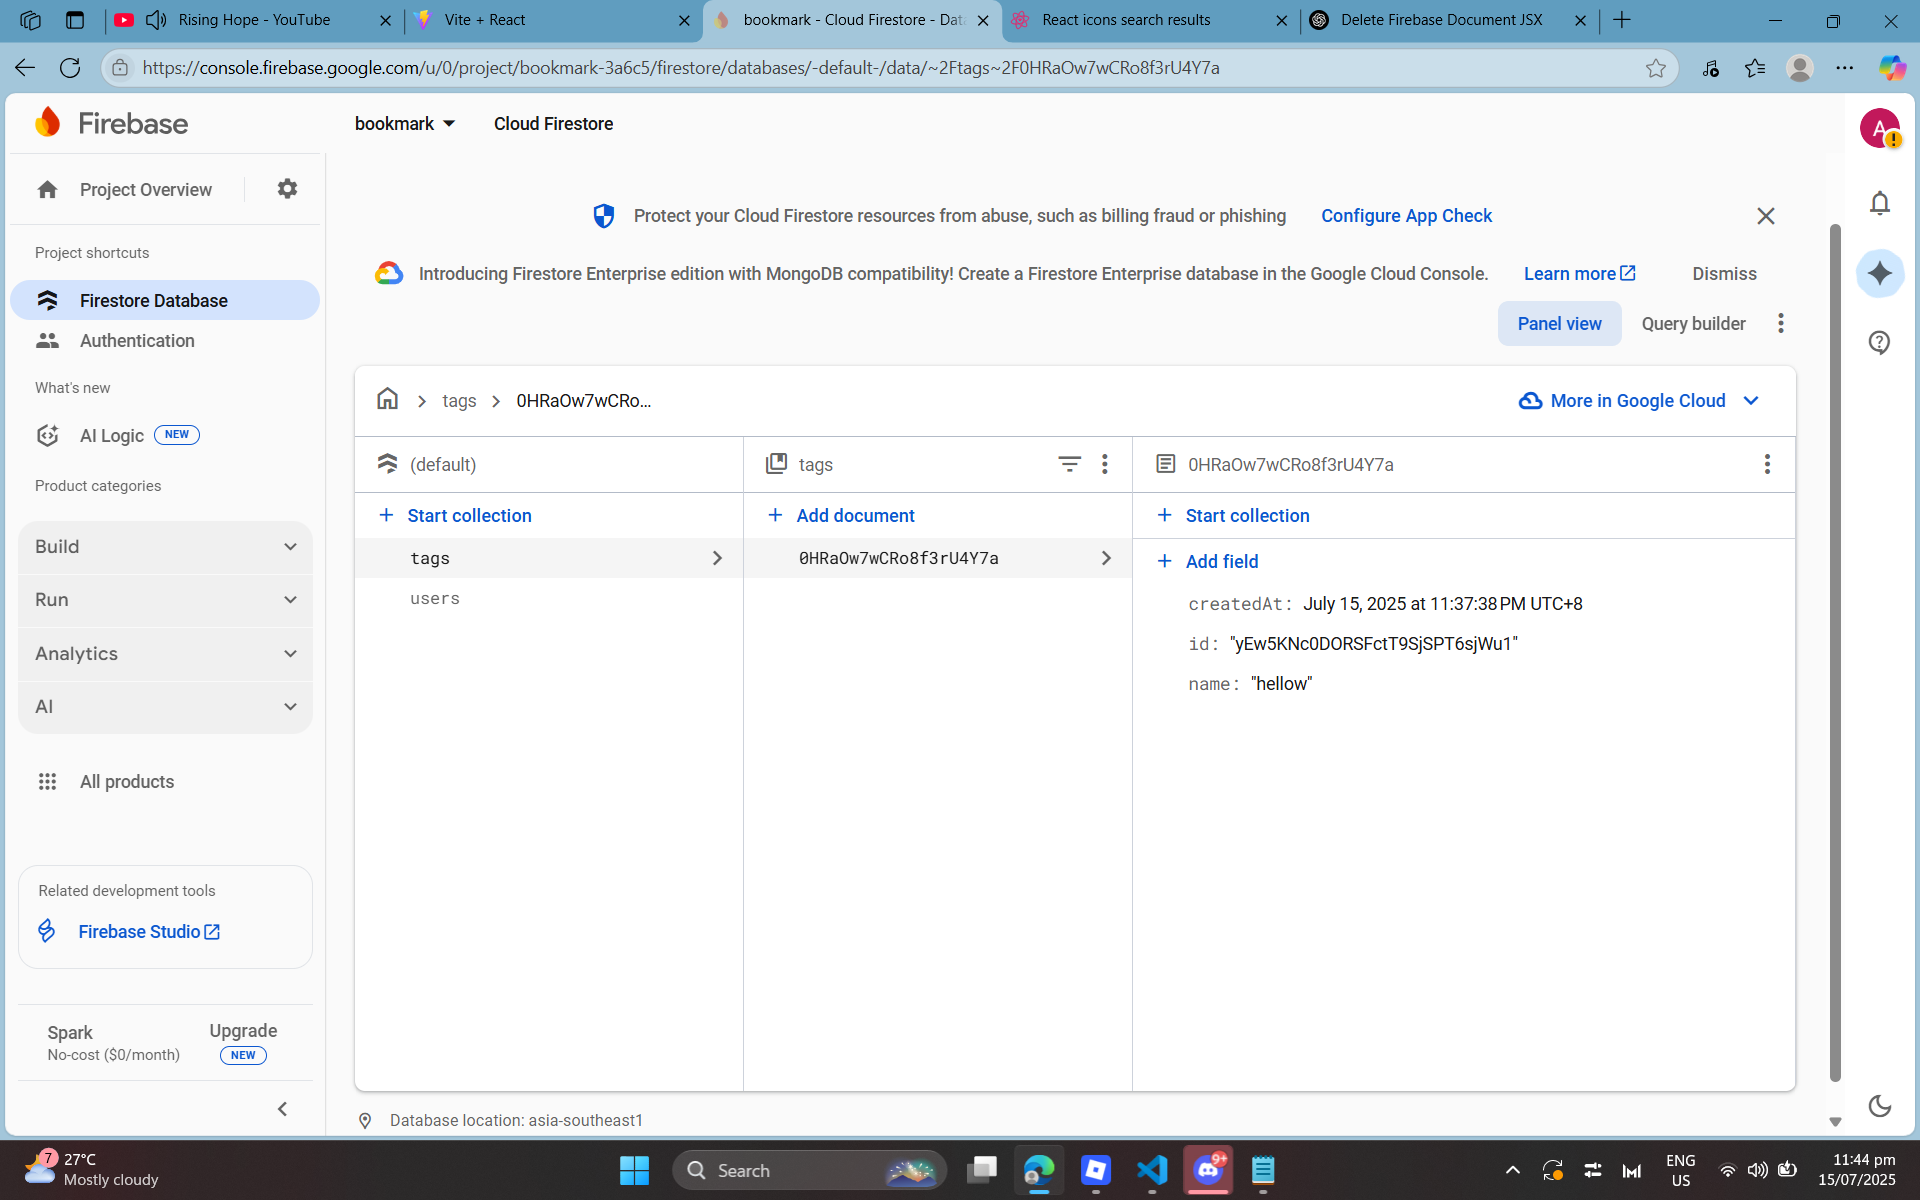 Rising Hope - YouTube
Vite + React
bookmark - Cloud Firestore - Dat
React icons search results
Delete Firebase Document JSX
https://console.firebase.google.com/u/0/project/bookmark-3a6c5/firestore/databases/-default-/data/~2Ftags~2F0HRaOw7wCRo8f3rU4Y7a
Firebase
bookmark
Cloud Firestore
A
Project Overview
Protect your Cloud Firestore resources from abuse, such as billing fraud or phishing
Configure App Check
Project shortcuts
Introducing Firestore Enterprise edition with MongoDB compatibility! Create a Firestore Enterprise database in the Google Cloud Console.
Learn more
Dismiss
Firestore Database
Panel view
Query builder
Authentication
What's new
tags
0HRaOw7wCRo...
More in Google Cloud
AI Logic
NEW
(default)
tags
0HRaOw7wCRo8f3rU4Y7a
Product categories
Start collection
Add document
Start collection
Build
tags
0HRaOw7wCRo8f3rU4Y7a
Add field
Run
users
createdAt: July 15, 2025 at 11:37:38 PM UTC+8
Analytics
id: "yEw5KNc0DORSFctT9SjSPT6sjWu1"
name: "hellow"
AI
All products
Related development tools
Firebase Studio
Spark
No-cost ($0/month)
Upgrade
NEW
Database location: asia-southeast1
7
27°C
Mostly cloudy
Search
9+
ENG
US
11:44 pm
15/07/2025